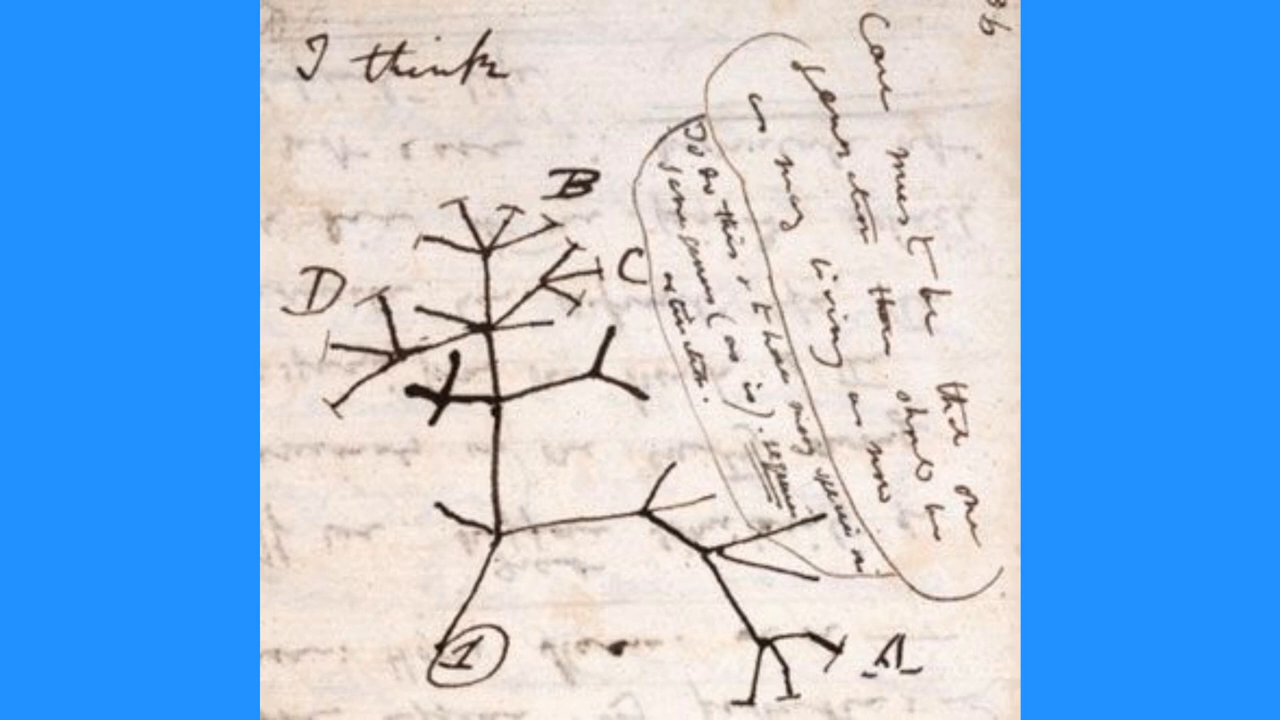 36
I think
Case must be that one
generation then should be
as many living as now
To do this & to have many species in
same genus (as is). requires
extinction.
B
C
D
1
A